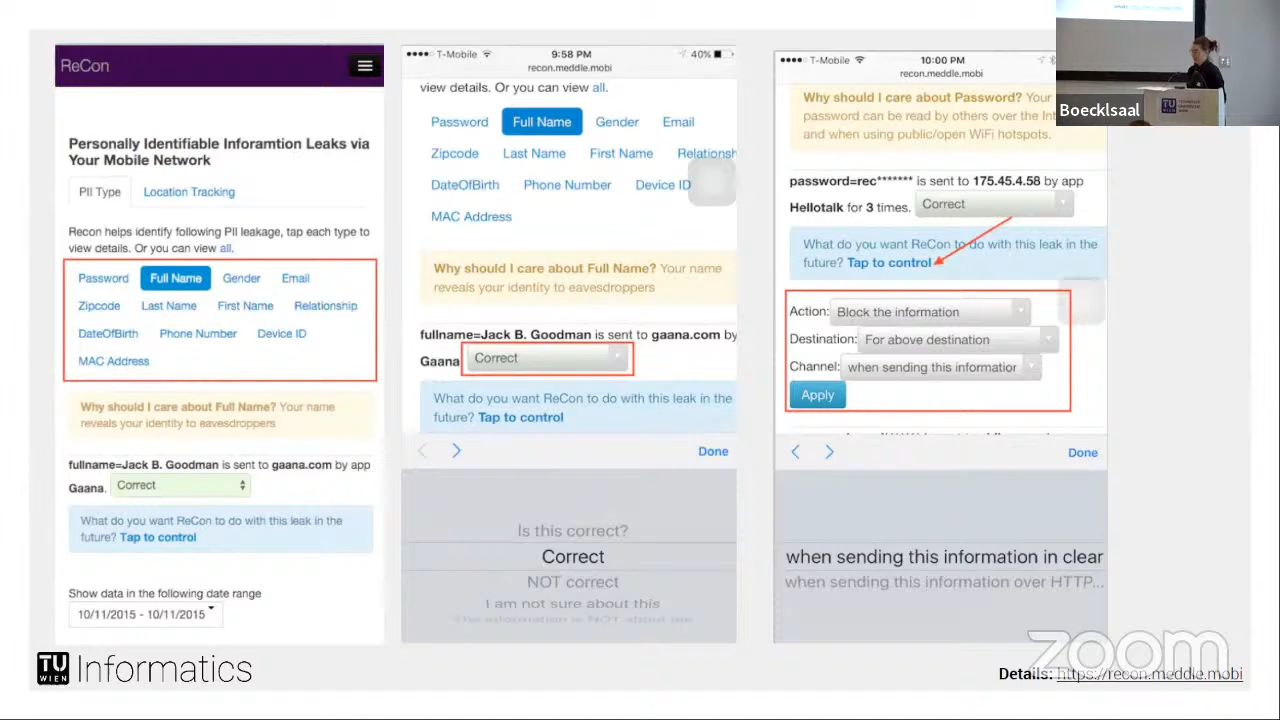 ReCon
Personally Identifiable Inforamtion Leaks via
Your Mobile Network
PII Type
Location Tracking
Recon helps identify following PII leakage, tap each type to
view details. Or you can view all.
Password
Full Name
Gender
Email
Zipcode
Last Name
First Name
Relationship
DateOfBirth
Phone Number
Device ID
MAC Address
Why should I care about Full Name? Your name
reveals your identity to eavesdroppers
fullname=Jack B. Goodman is sent to gaana.com by app
Gaana.
Correct
What do you want ReCon to do with this leak in the
future? Tap to control
Show data in the following date range
10/11/2015 - 10/11/2015
T-Mobile
9:58 PM
40%
recon.meddle.mobi
view details. Or you can view all.
Password
Full Name
Gender
Email
Zipcode
Last Name
First Name
Relationsh
DateOfBirth
Phone Number
Device ID
MAC Address
Why should I care about Full Name? Your name
reveals your identity to eavesdroppers
fullname=Jack B. Goodman is sent to gaana.com by
Gaana
Correct
What do you want ReCon to do with this leak in the
future? Tap to control
Done
Is this correct?
Correct
NOT correct
I am not sure about this
T-Mobile
10:00 PM
recon.meddle.mobi
Why should I care about Password? Your
password can be read by others over the Int
and when using public/open WiFi hotspots.
password=rec******* is sent to 175.45.4.58 by app
Hellotalk for 3 times.
Correct
What do you want ReCon to do with this leak in the
future? Tap to control
Action: Block the information
Destination: For above destination
Channel: when sending this information
Apply
Done
when sending this information in clear
when sending this information over HTTP...
Boecklsaal
TU
WIEN
TU
WIEN
Informatics
zoom
Details: https://recon.meddle.mobi